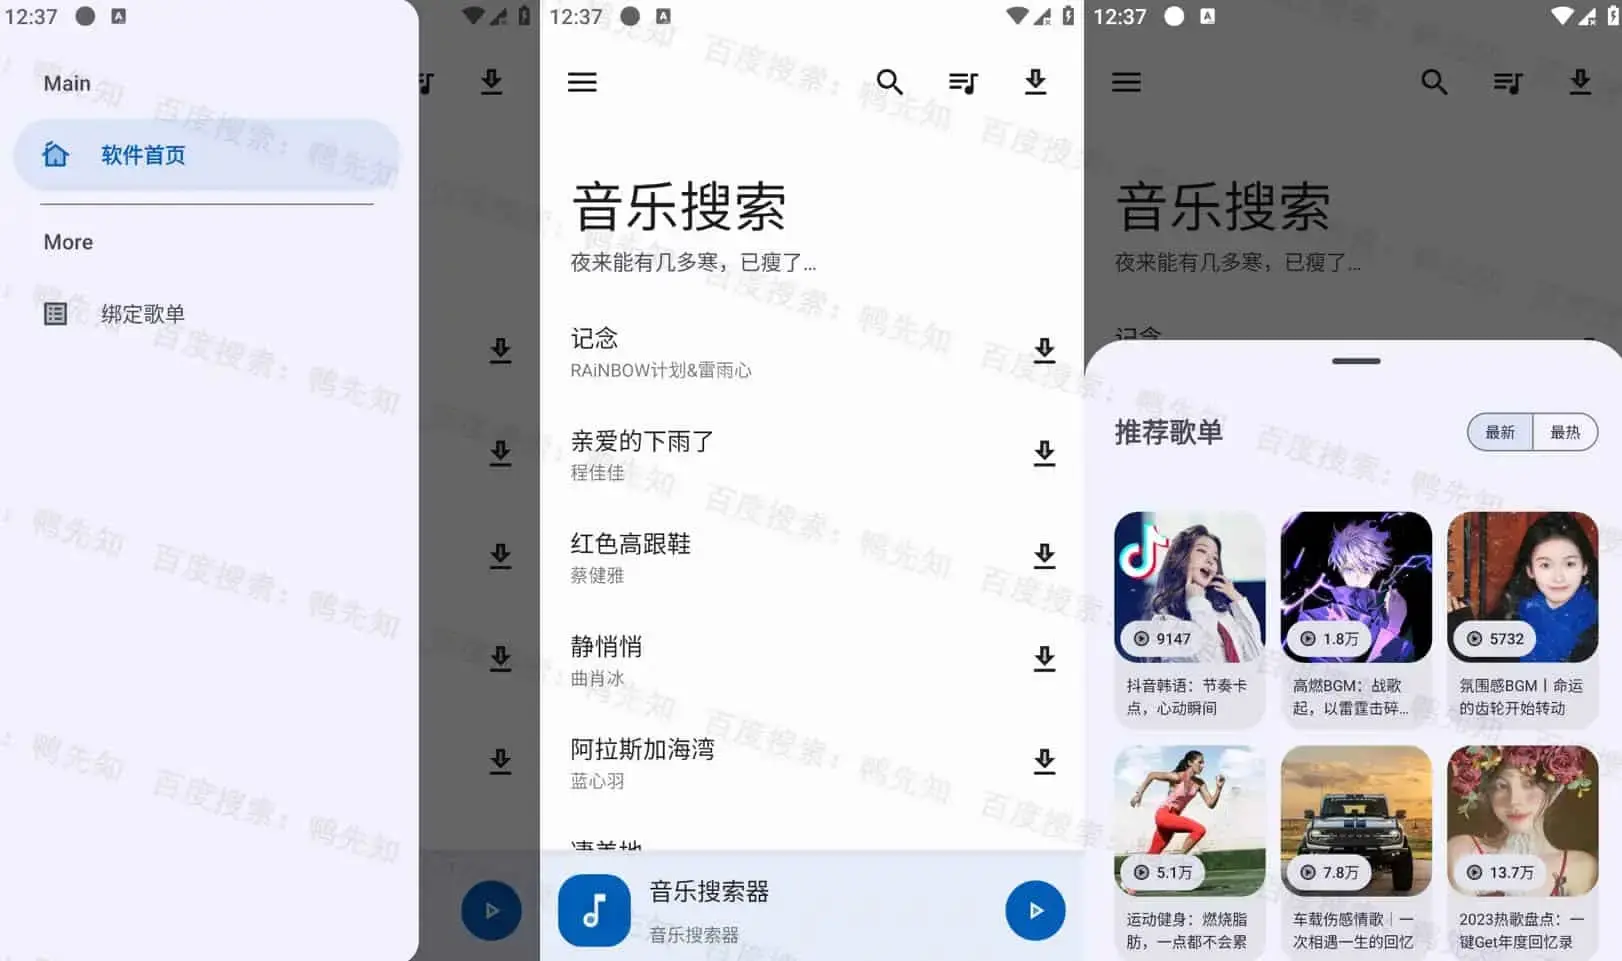 12:37
Main
软件首页
More
绑定歌单
12:37
音乐搜索
夜来能有几多寒，已瘦了...
记念
RAiNBOW计划&雷雨心
亲爱的下雨了
程佳佳
红色高跟鞋
蔡健雅
静悄悄
曲肖冰
阿拉斯加海湾
蓝心羽
音乐搜索器
音乐搜索器
12:37
音乐搜索
夜来能有几多寒，已瘦了...
记念
推荐歌单
最新
最热
9147
1.8万
5732
抖音韩语：节奏卡
点，心动瞬间
高燃BGM：战歌
起，以雷霆击碎...
氛围感BGM丨命运
的齿轮开始转动
5.1万
7.8万
13.7万
运动健身：燃烧脂
肪，一点都不会累
车载伤感情歌｜一
次相遇一生的回忆
2023热歌盘点：一
键Get年度回忆录
百度搜索：鸭先知